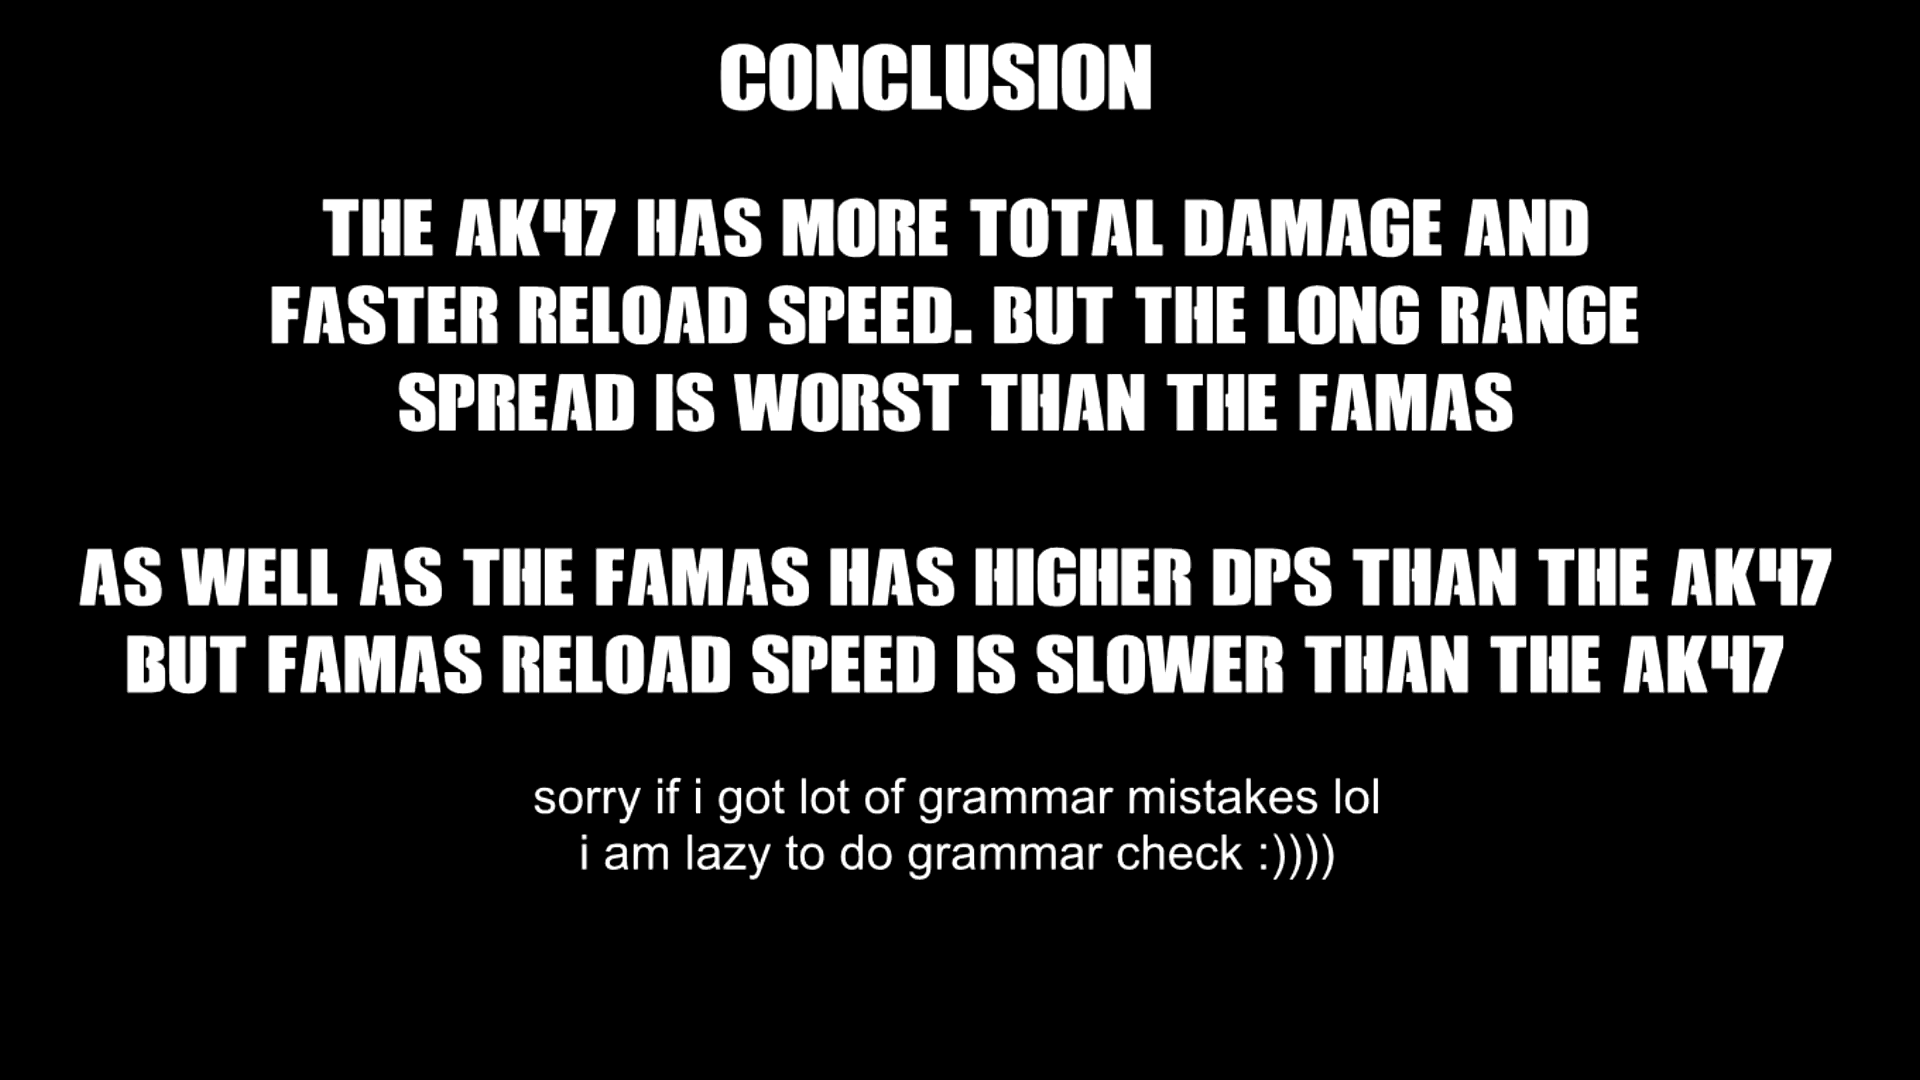 CONCLUSION
THE AK47 HAS MORE TOTAL DAMAGE AND
FASTER RELOAD SPEED. BUT THE LONG RANGE
SPREAD IS WORST THAN THE FAMAS
AS WELL AS THE FAMAS HAS HIGHER DPS THAN THE AK47
BUT FAMAS RELOAD SPEED IS SLOWER THAN THE AK47
sorry if i got lot of grammar mistakes lol
i am lazy to do grammar check :))))